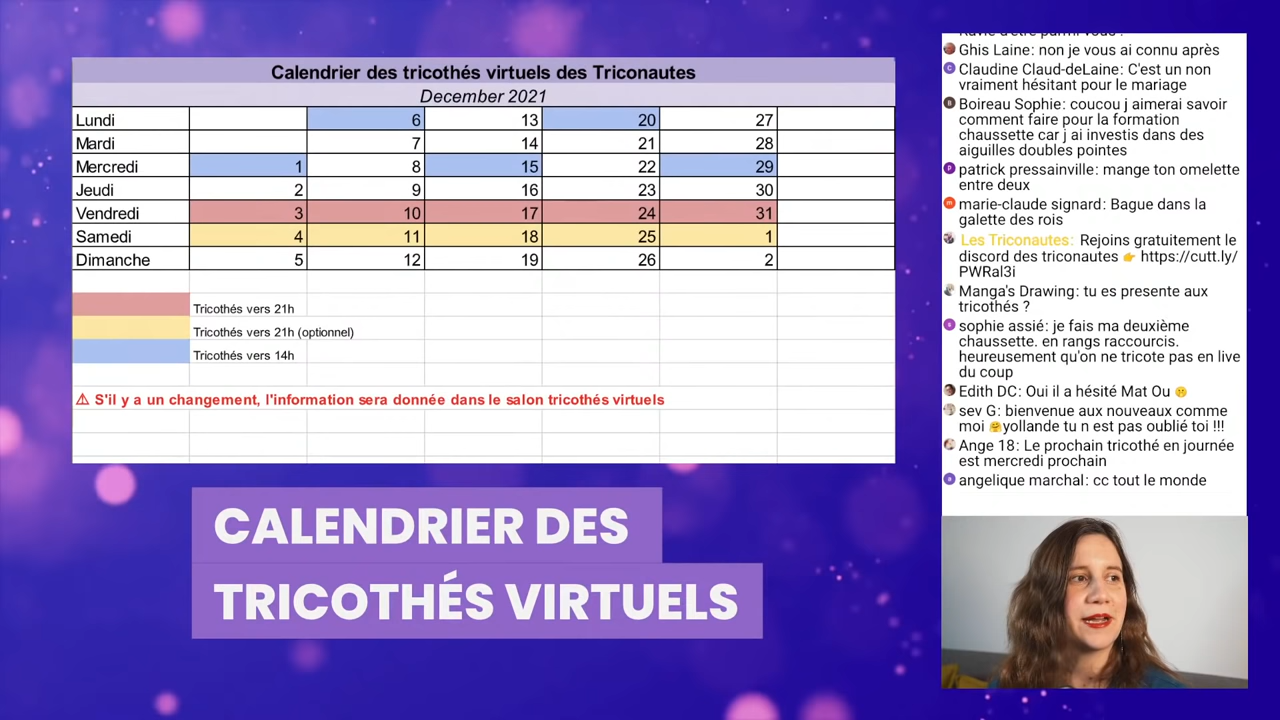 Calendrier des tricothés virtuels des Triconautes
December 2021
Lundi 6 13 20 27
Mardi 7 14 21 28
Mercredi 1 8 15 22 29
Jeudi 2 9 16 23 30
Vendredi 3 10 17 24 31
Samedi 4 11 18 25 1
Dimanche 5 12 19 26 2
Tricothés vers 21h
Tricothés vers 21h (optionnel)
Tricothés vers 14h
⚠ S'il y a un changement, l'information sera donnée dans le salon tricothés virtuels
CALENDRIER DES
TRICOTHÉS VIRTUELS
Ravie d'être parmi vous !
Ghis Laine: non je vous ai connu après
Claudine Claud-deLaine: C'est un non
vraiment hésitant pour le mariage
Boireau Sophie: coucou j aimerai savoir
comment faire pour la formation
chaussette car j ai investis dans des
aiguilles doubles pointes
patrick pressainville: mange ton omelette
entre deux
marie-claude signard: Bague dans la
galette des rois
Les Triconautes: Rejoins gratuitement le
discord des triconautes 👉 https://cutt.ly/
PWRal3i
Manga's Drawing: tu es presente aux
tricothés ?
sophie assié: je fais ma deuxième
chaussette. en rangs raccourcis.
heureusement qu'on ne tricote pas en live
du coup
Edith DC: Oui il a hésité Mat Ou 🤫
sev G: bienvenue aux nouveaux comme
moi 🤗yollande tu n est pas oublié toi !!!
Ange 18: Le prochain tricothé en journée
est mercredi prochain
angelique marchal: cc tout le monde